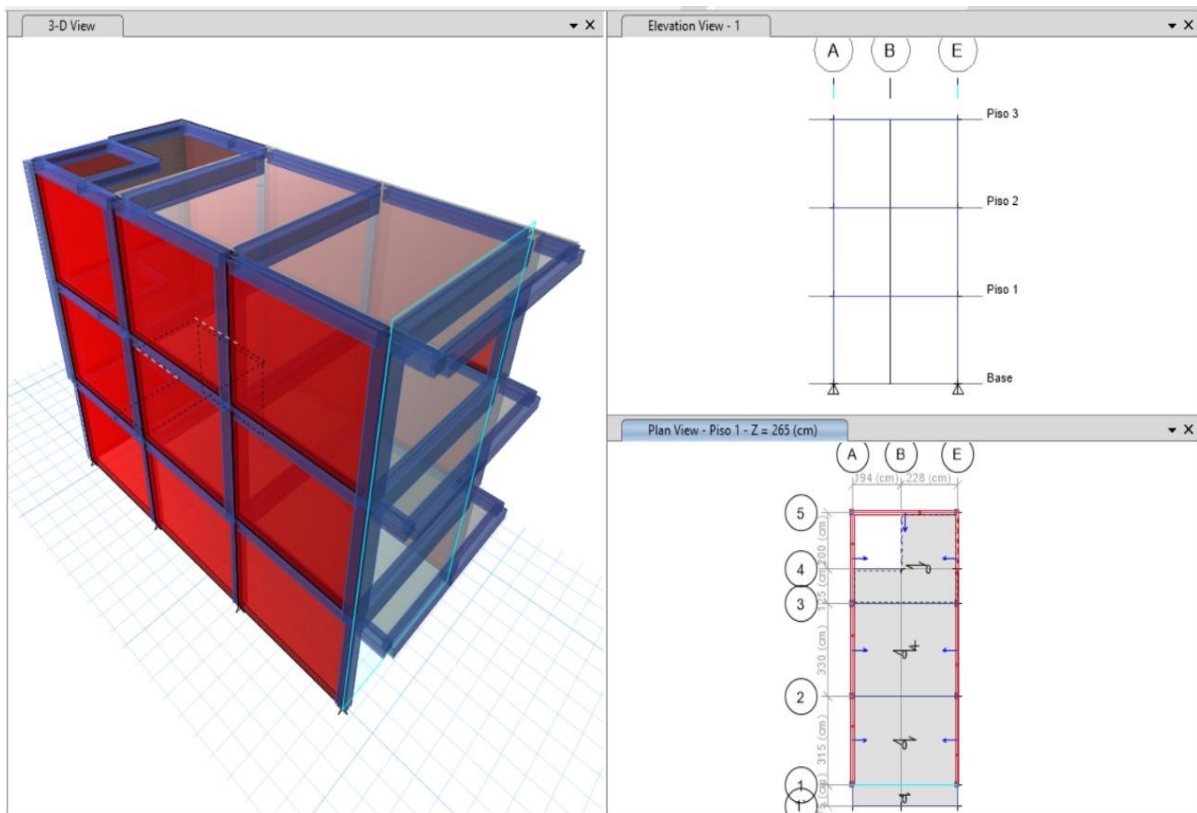 3-D View
Elevation View - 1
A B E
Piso 3
Piso 2
Piso 1
Base
Plan View - Piso 1 - Z = 265 (cm)
A B E
194 (cm) 228 (cm)
5
200 (cm)
4
125 (cm)
3
330 (cm)
2
315 (cm)
1